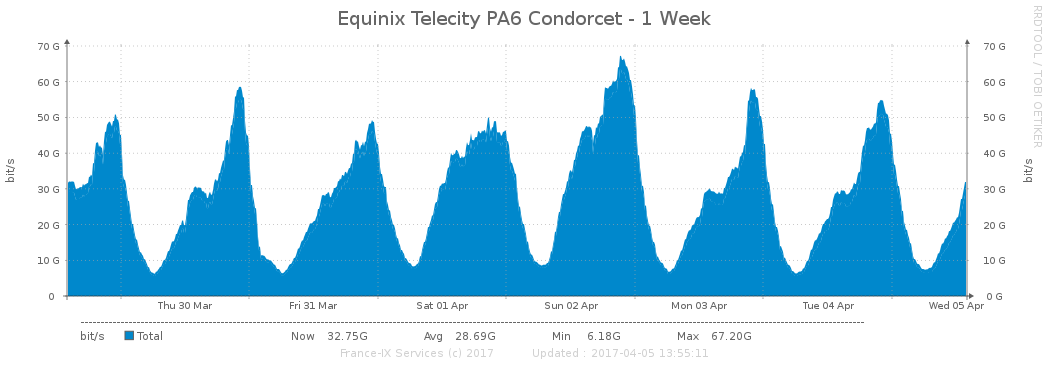 Equinix Telecity PA6 Condorcet - 1 Week
RRDTOOL / TOBI OETIKER
bit/s
70 G
60 G
50 G
40 G
30 G
20 G
10 G
0
70 G
60 G
50 G
40 G
30 G
20 G
10 G
0 G
bit/s
Thu 30 Mar Fri 31 Mar Sat 01 Apr Sun 02 Apr Mon 03 Apr Tue 04 Apr Wed 05 Apr
bit/s Total Now 32.75G Avg 28.69G Min 6.18G Max 67.20G
France-IX Services (c) 2017 Updated : 2017-04-05 13:55:11